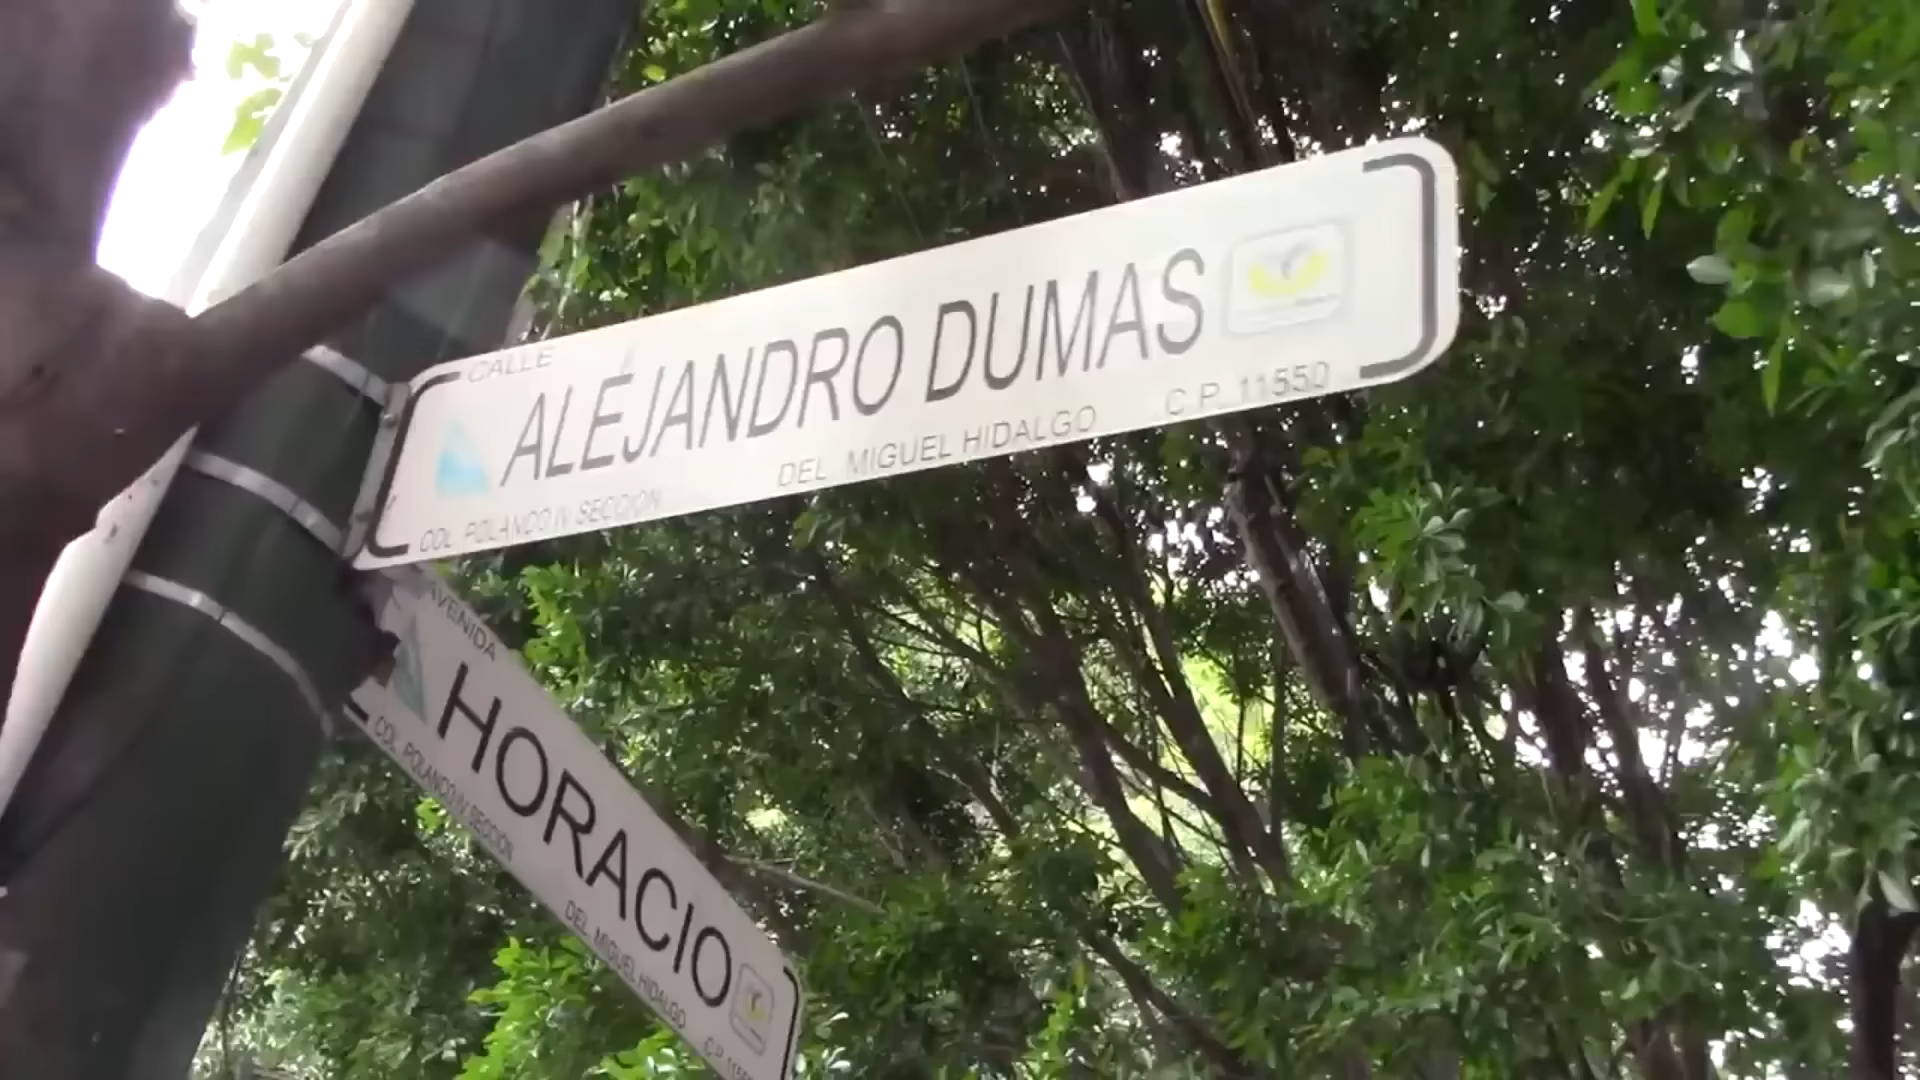 CALLE
ALEJANDRO DUMAS
COL. POLANCO IV SECCION DEL. MIGUEL HIDALGO C.P. 11550
AVENIDA
HORACIO
COL. POLANCO IV SECCION DEL. MIGUEL HIDALGO C.P.